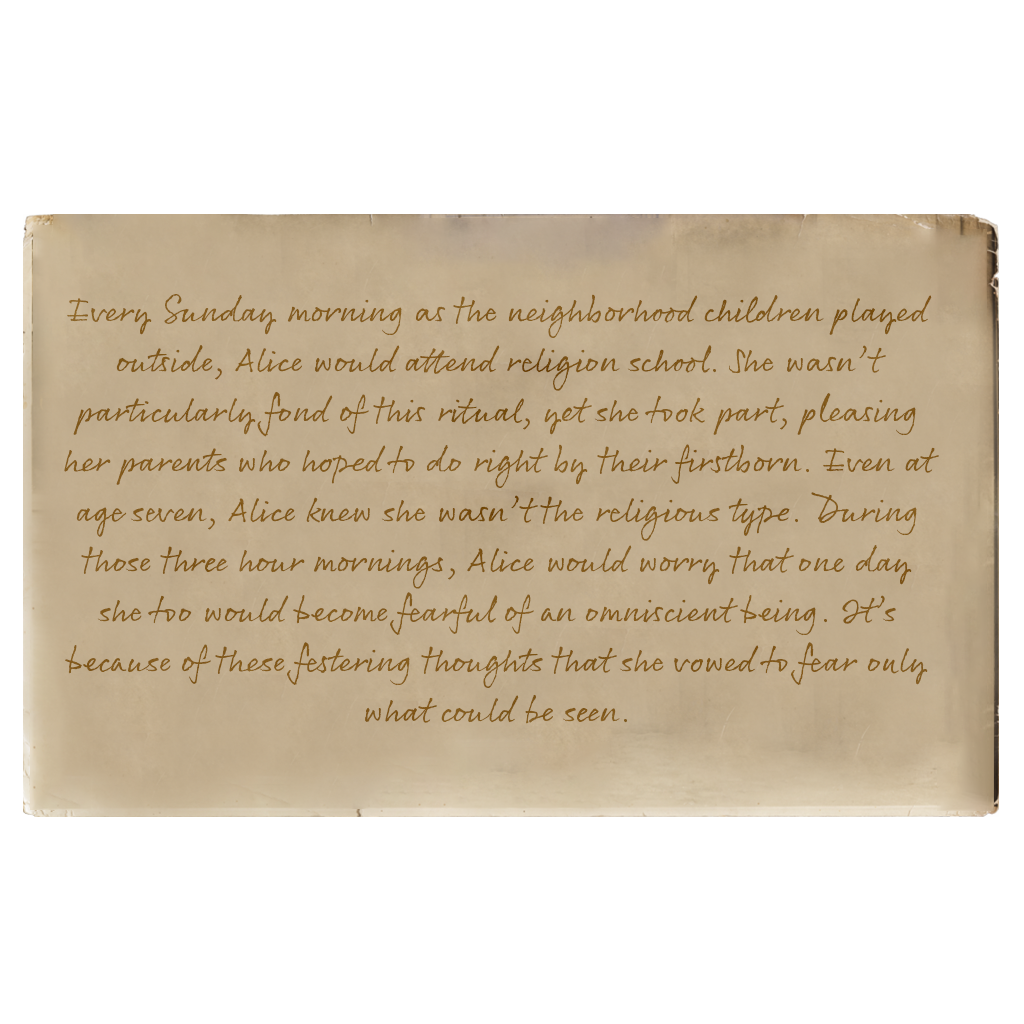 Every Sunday morning as the neighborhood children played
outside, Alice would attend religion school. She wasn't
particularly fond of this ritual, yet she took part, pleasing
her parents who hoped to do right by their firstborn. Even at
age seven, Alice knew she wasn't the religious type. During
those three hour mornings, Alice would worry that one day
she too would become fearful of an omniscient being. It's
because of these festering thoughts that she vowed to fear only
what could be seen.